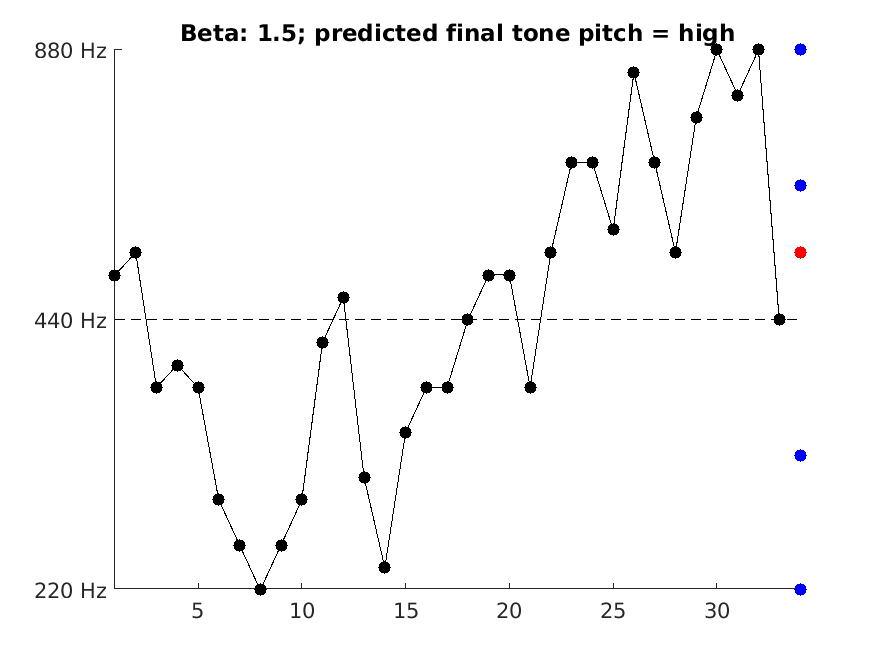 Beta: 1.5; predicted final tone pitch = high
880 Hz
440 Hz
220 Hz
5 10 15 20 25 30